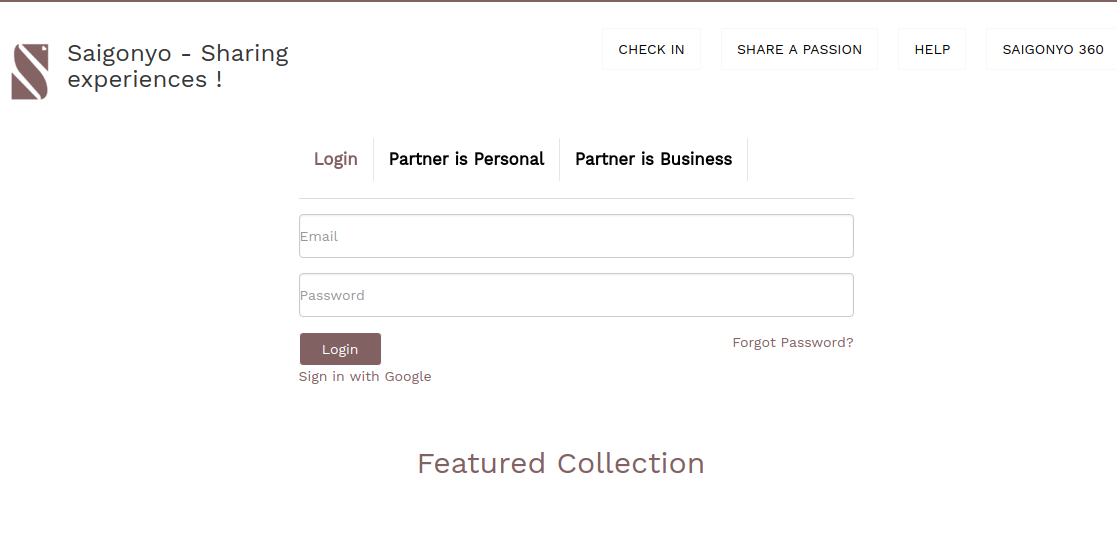 Saigonyo - Sharing
experiences !
CHECK IN
SHARE A PASSION
HELP
SAIGONYO 360
Login
Partner is Personal
Partner is Business
Email
Password
Login
Forgot Password?
Sign in with Google
Featured Collection